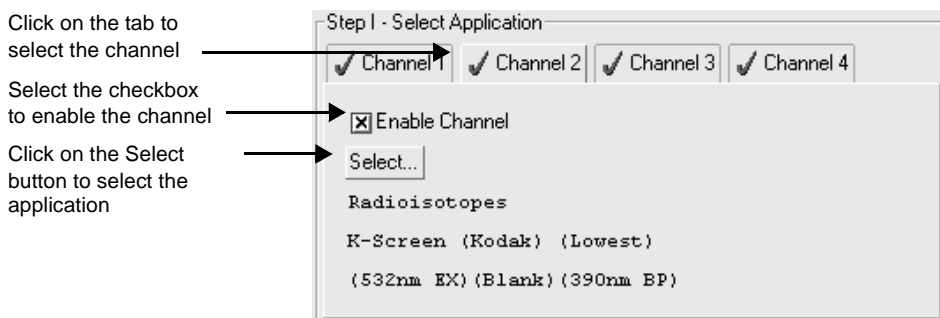 Click on the tab to
select the channel
Select the checkbox
to enable the channel
Click on the Select
button to select the
application
Step I - Select Application
Channel 1 Channel 2 Channel 3 Channel 4
Enable Channel
Select...
Radioisotopes
K-Screen (Kodak) (Lowest)
(532nm EX)(Blank)(390nm BP)